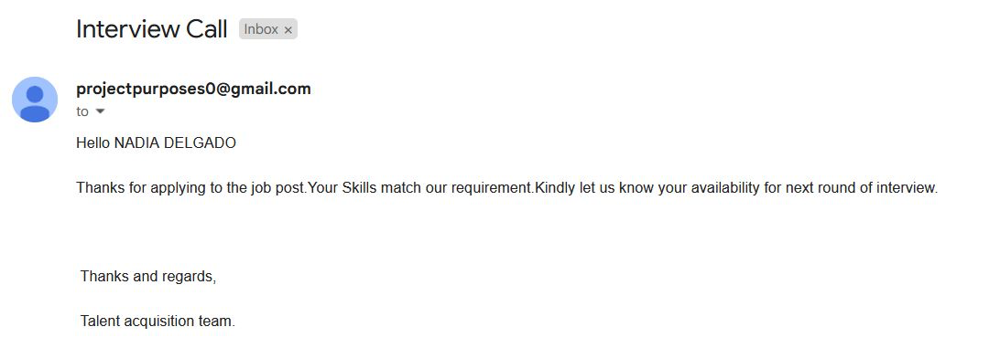 Interview Call Inbox ×
projectpurposes0@gmail.com
to
Hello NADIA DELGADO
Thanks for applying to the job post.Your Skills match our requirement.Kindly let us know your availability for next round of interview.
Thanks and regards,
Talent acquisition team.